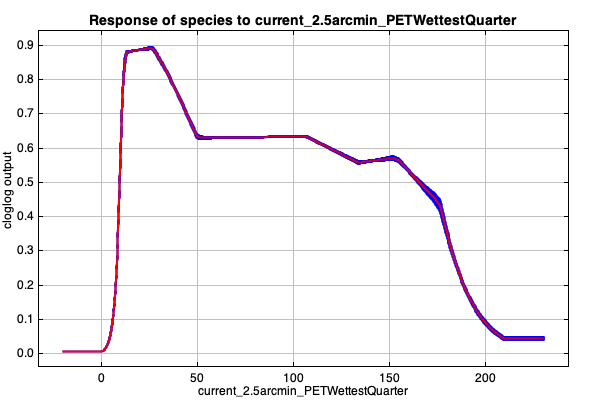 Response of species to current_2.5arcmin_PETWettestQuarter
0.9
0.8
0.7
0.6
0.5
0.4
0.3
0.2
0.1
0.0
cloglog output
0 50 100 150 200
current_2.5arcmin_PETWettestQuarter